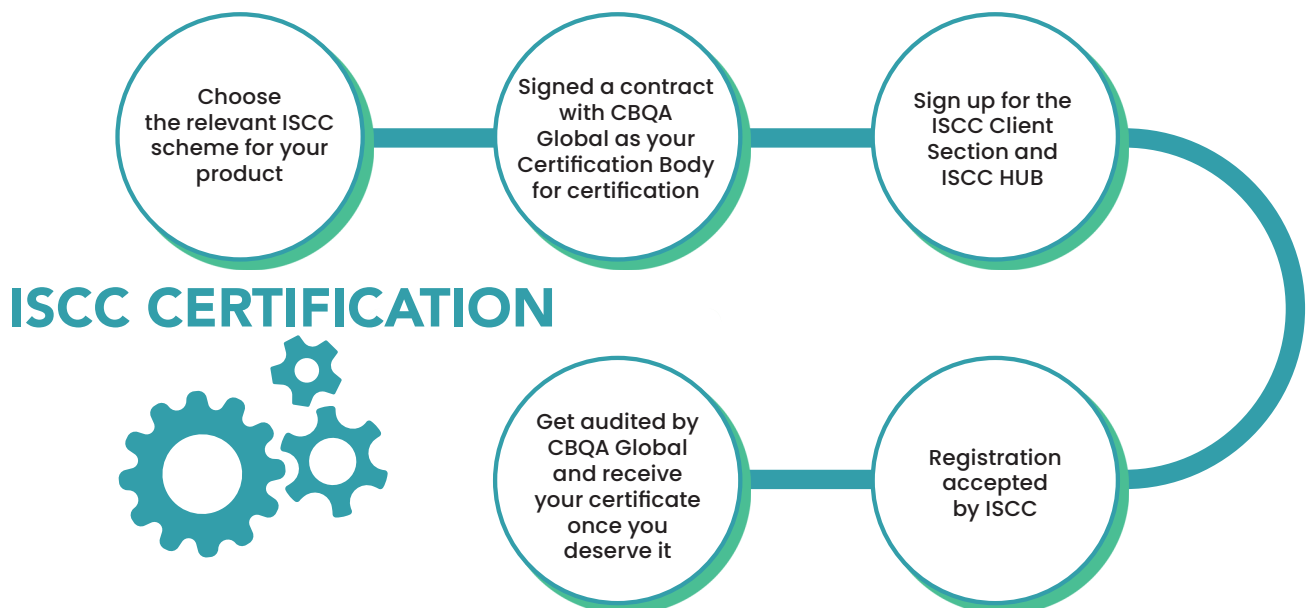 Choose
the relevant ISCC
scheme for your
product
Signed a contract
with CBQA
Global as your
Certification Body
for certification
Sign up for the
ISCC Client
Section and
ISCC HUB
ISCC CERTIFICATION
Registration
accepted
by ISCC
Get audited by
CBQA Global
and receive
your certificate
once you
deserve it